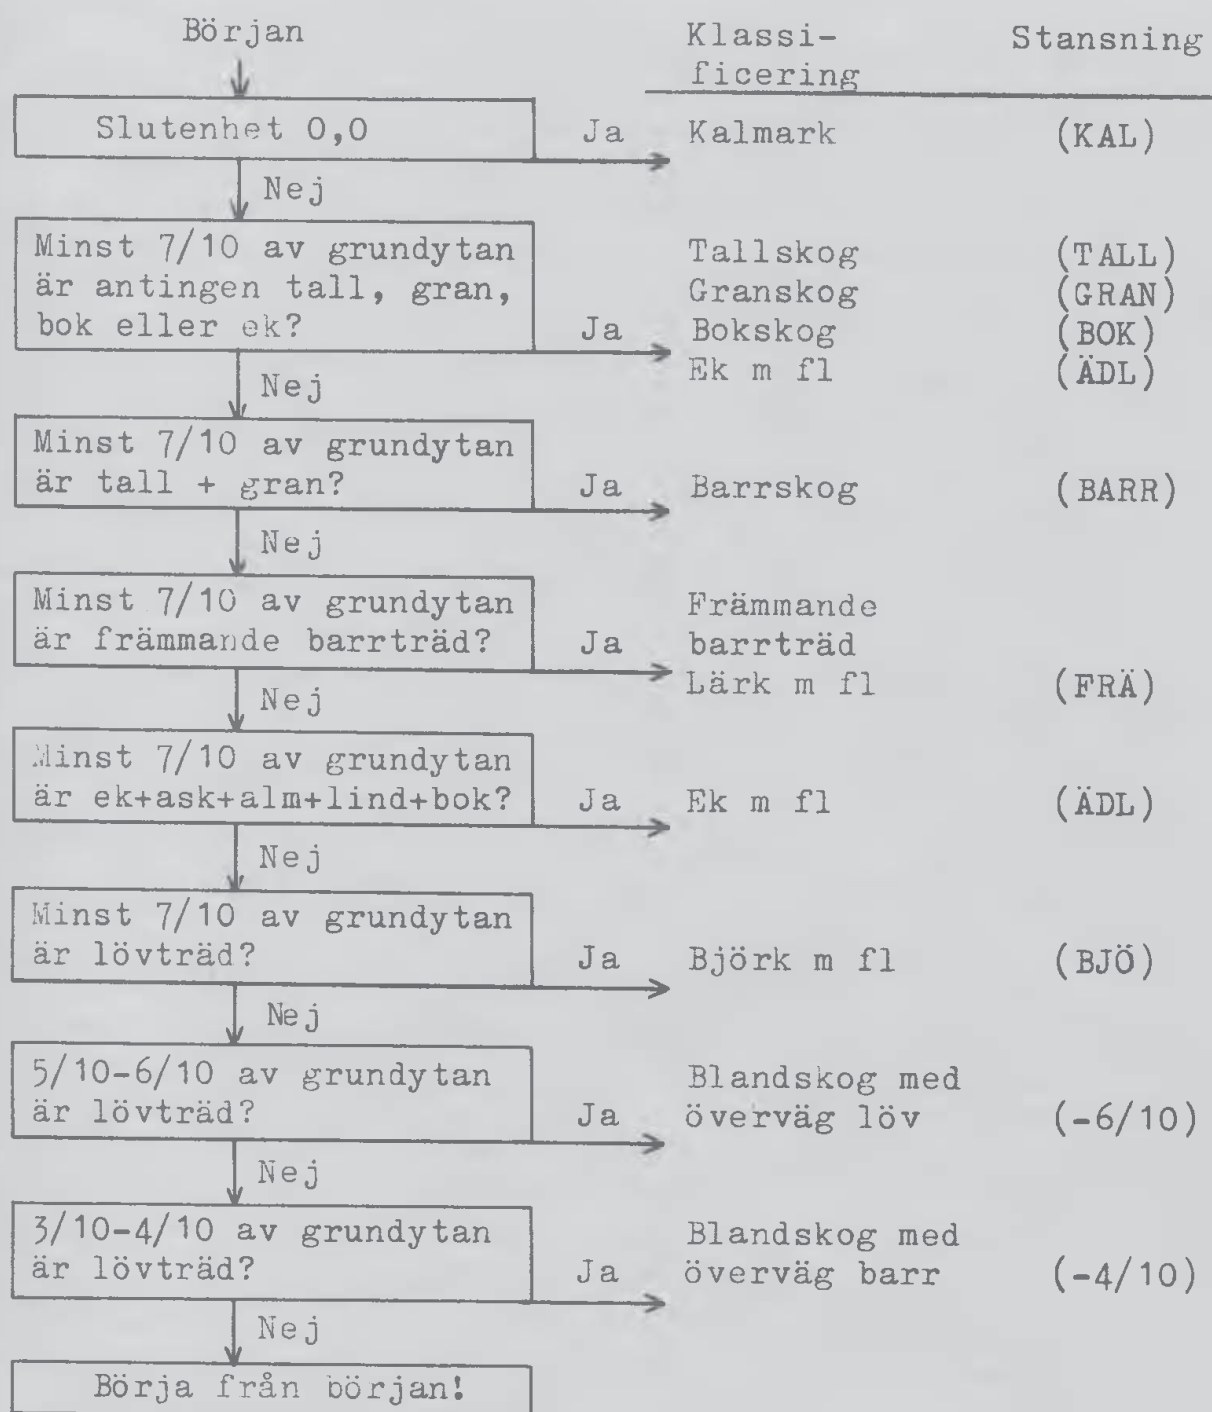 Början
Klassi-
ficering
Stansning
Slutenhet 0,0
Ja
Kalmark
(KAL)
Nej
Minst 7/10 av grundytan
är antingen tall, gran,
bok eller ek?
Ja
Tallskog
(TALL)
Granskog
(GRAN)
Bokskog
(BOK)
Ek m fl
(ÄDL)
Nej
Minst 7/10 av grundytan
är tall + gran?
Ja
Barrskog
(BARR)
Nej
Minst 7/10 av grundytan
är främmande barrträd?
Ja
Främmande
barrträd
Lärk m fl
(FRÄ)
Nej
Minst 7/10 av grundytan
är ek+ask+alm+lind+bok?
Ja
Ek m fl
(ÄDL)
Nej
Minst 7/10 av grundytan
är lövträd?
Ja
Björk m fl
(BJÖ)
Nej
5/10-6/10 av grundytan
är lövträd?
Ja
Blandskog med
överväg löv
(-6/10)
Nej
3/10-4/10 av grundytan
är lövträd?
Ja
Blandskog med
överväg barr
(-4/10)
Nej
Börja från början!